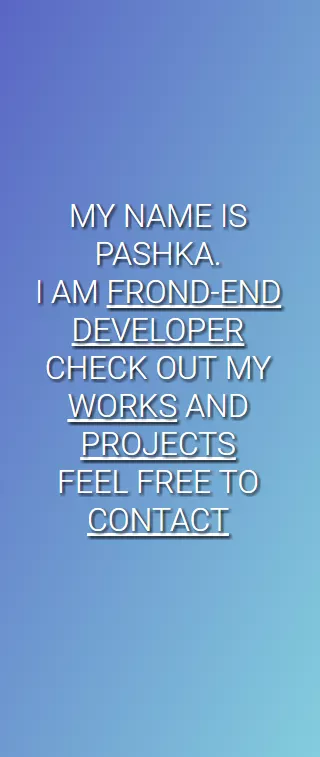 MY NAME IS
PASHKA.
I AM FROND-END
DEVELOPER
CHECK OUT MY
WORKS AND
PROJECTS
FEEL FREE TO
CONTACT